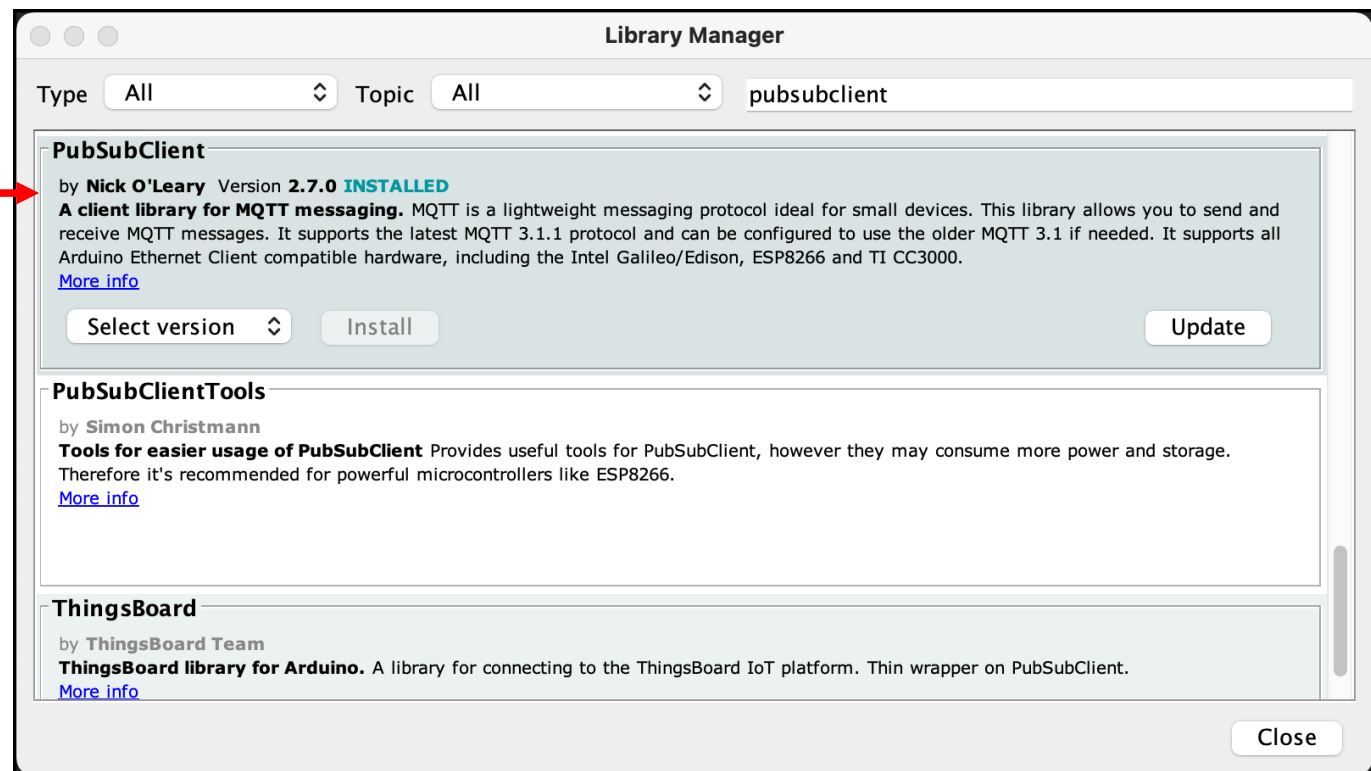 Library Manager
Type All Topic All pubsubclient
PubSubClient
by Nick O'Leary Version 2.7.0 INSTALLED
A client library for MQTT messaging. MQTT is a lightweight messaging protocol ideal for small devices. This library allows you to send and
receive MQTT messages. It supports the latest MQTT 3.1.1 protocol and can be configured to use the older MQTT 3.1 if needed. It supports all
Arduino Ethernet Client compatible hardware, including the Intel Galileo/Edison, ESP8266 and TI CC3000.
More info
Select version Install Update
PubSubClientTools
by Simon Christmann
Tools for easier usage of PubSubClient Provides useful tools for PubSubClient, however they may consume more power and storage.
Therefore it's recommended for powerful microcontrollers like ESP8266.
More info
ThingsBoard
by ThingsBoard Team
ThingsBoard library for Arduino. A library for connecting to the ThingsBoard IoT platform. Thin wrapper on PubSubClient.
More info
Close